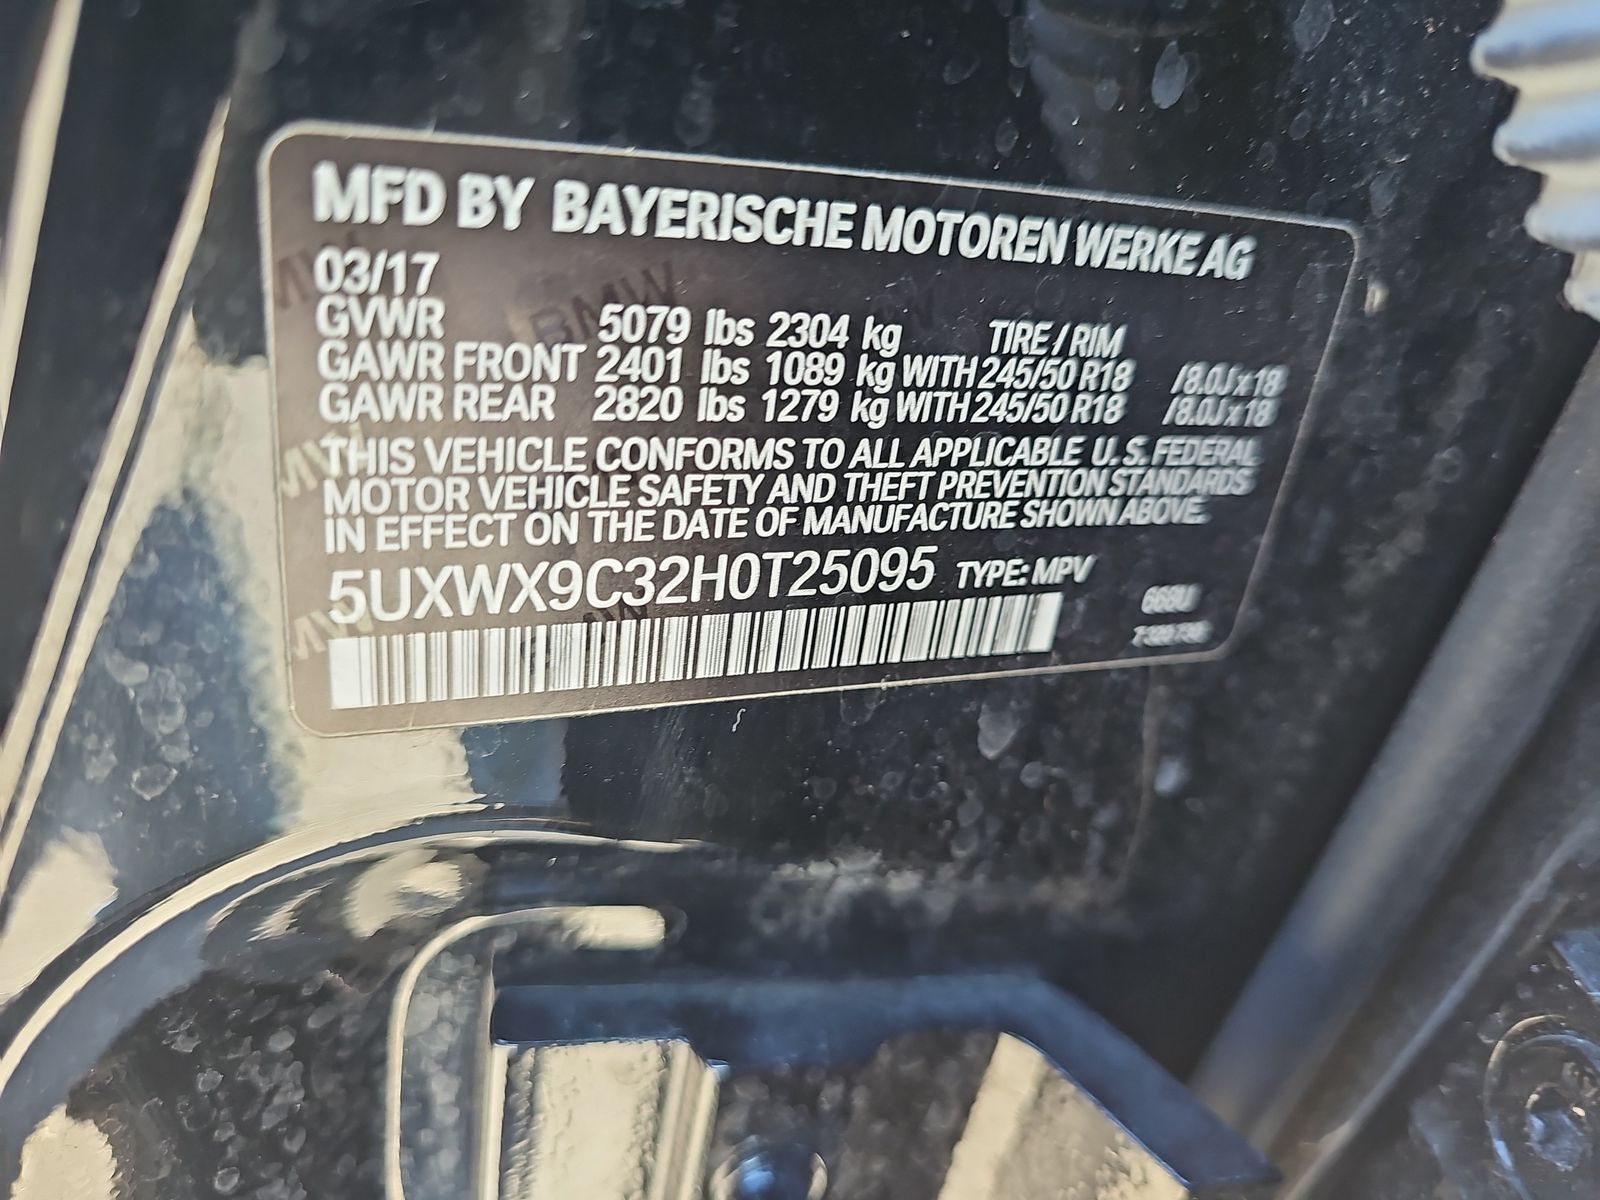 MFD BY BAYERISCHE MOTOREN WERKE AG
03/17
GVWR 5079 lbs 2304 kg TIRE / RIM
GAWR FRONT 2401 lbs 1089 kg WITH 245/50 R18 / 8.0J x 18
GAWR REAR 2820 lbs 1279 kg WITH 245/50 R18 / 8.0J x 18
THIS VEHICLE CONFORMS TO ALL APPLICABLE U.S. FEDERAL
MOTOR VEHICLE SAFETY AND THEFT PREVENTION STANDARDS
IN EFFECT ON THE DATE OF MANUFACTURE SHOWN ABOVE.
5UXWX9C32H0T25095 TYPE: MPV